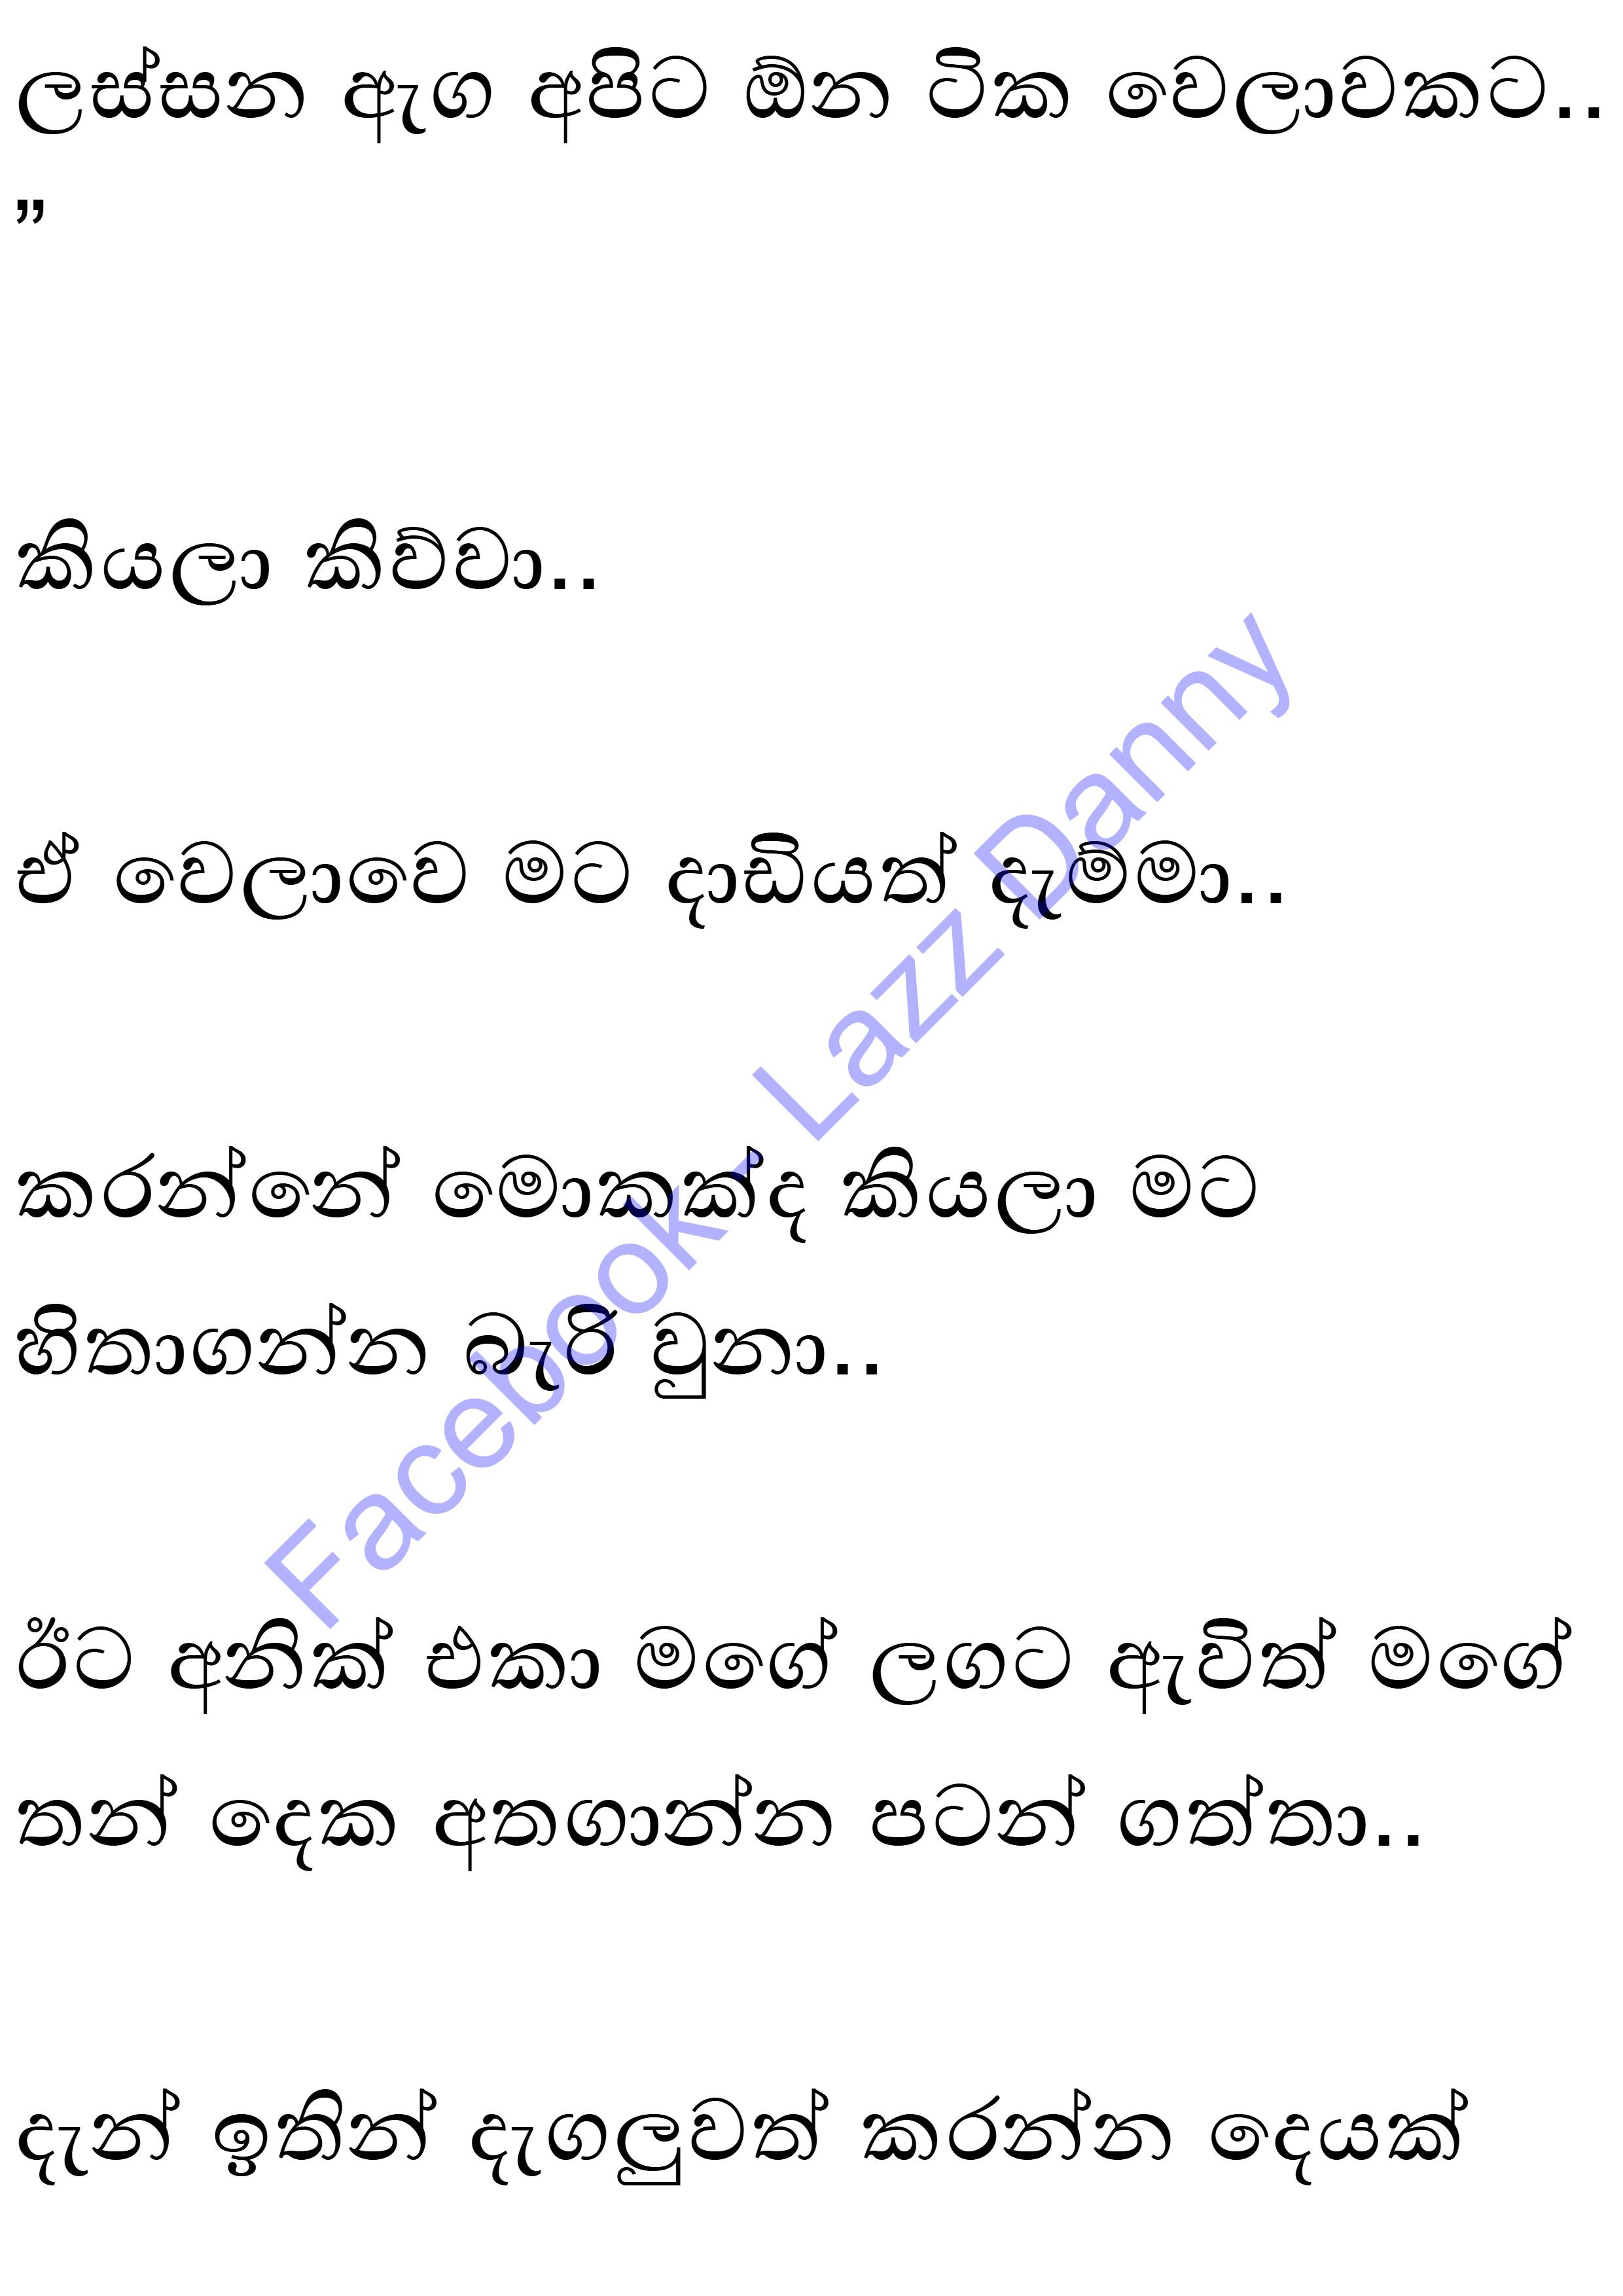 ලස්සන ඇග අපිට ඕන ටික වෙලාවකට..
”
කියලා කිව්වා..
ඒ වෙලාවෙ මට දාඩියත් දැම්මා..
කරන්නේ මොකක්ද කියලා මට
හිතාගන්න බැරි වුනා..
ඊට අනික් එකා මගේ ලගට ඇවිත් මගේ
තන් දෙක අතගාන්න පටන් ගත්තා..
දැන් ඉතින් දැගලුවත් කරන්න දෙයක්
Facebook - Lazz Danny